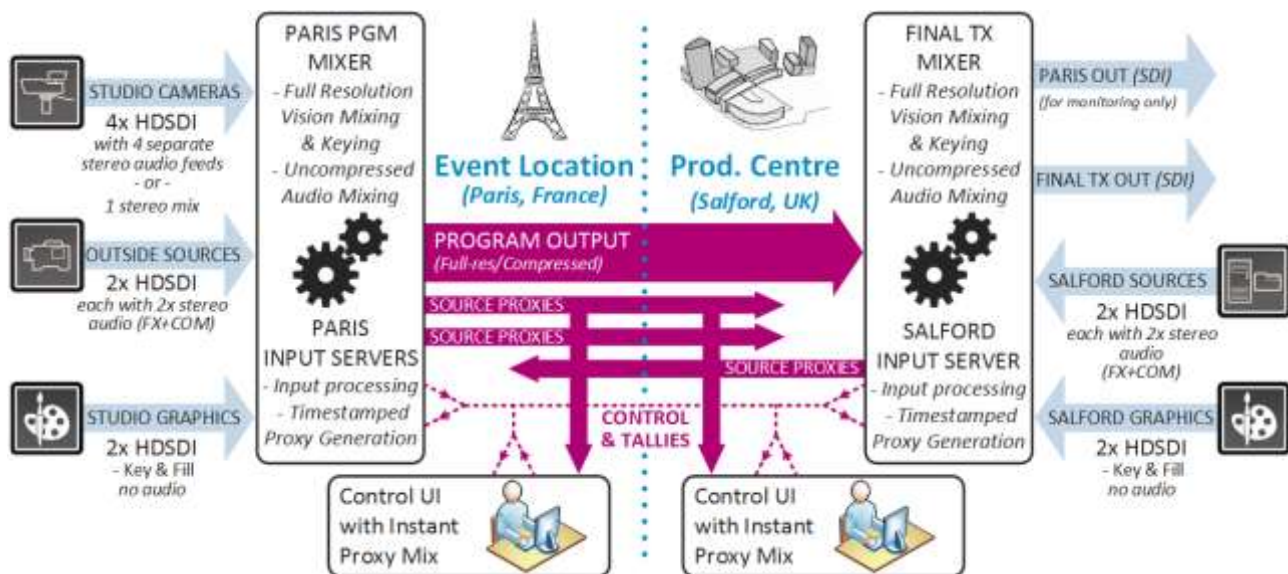 STUDIO CAMERAS
4x HDSDI
with 4 separate
stereo audio feeds
- or -
1 stereo mix
OUTSIDE SOURCES
2x HDSDI
each with 2x stereo
audio (FX+COM)
STUDIO GRAPHICS
2x HDSDI
- Key & Fill
no audio
PARIS PGM
MIXER
- Full Resolution
Vision Mixing
& Keying
- Uncompressed
Audio Mixing
PARIS
INPUT SERVERS
- Input processing
- Timestamped
Proxy Generation
Event Location
(Paris, France)
Prod. Centre
(Salford, UK)
PROGRAM OUTPUT
(Full-res/Compressed)
SOURCE PROXIES
SOURCE PROXIES
SOURCE PROXIES
CONTROL
& TALLIES
Control UI
with Instant
Proxy Mix
Control UI
with Instant
Proxy Mix
FINAL TX
MIXER
- Full Resolution
Vision Mixing
& Keying
- Uncompressed
Audio Mixing
SALFORD
INPUT SERVER
- Input processing
- Timestamped
Proxy Generation
PARIS OUT (SDI)
(for monitoring only)
FINAL TX OUT (SDI)
SALFORD SOURCES
2x HDSDI
each with 2x stereo
audio
(FX+COM)
SALFORD GRAPHICS
2x HDSDI
- Key & Fill
no audio